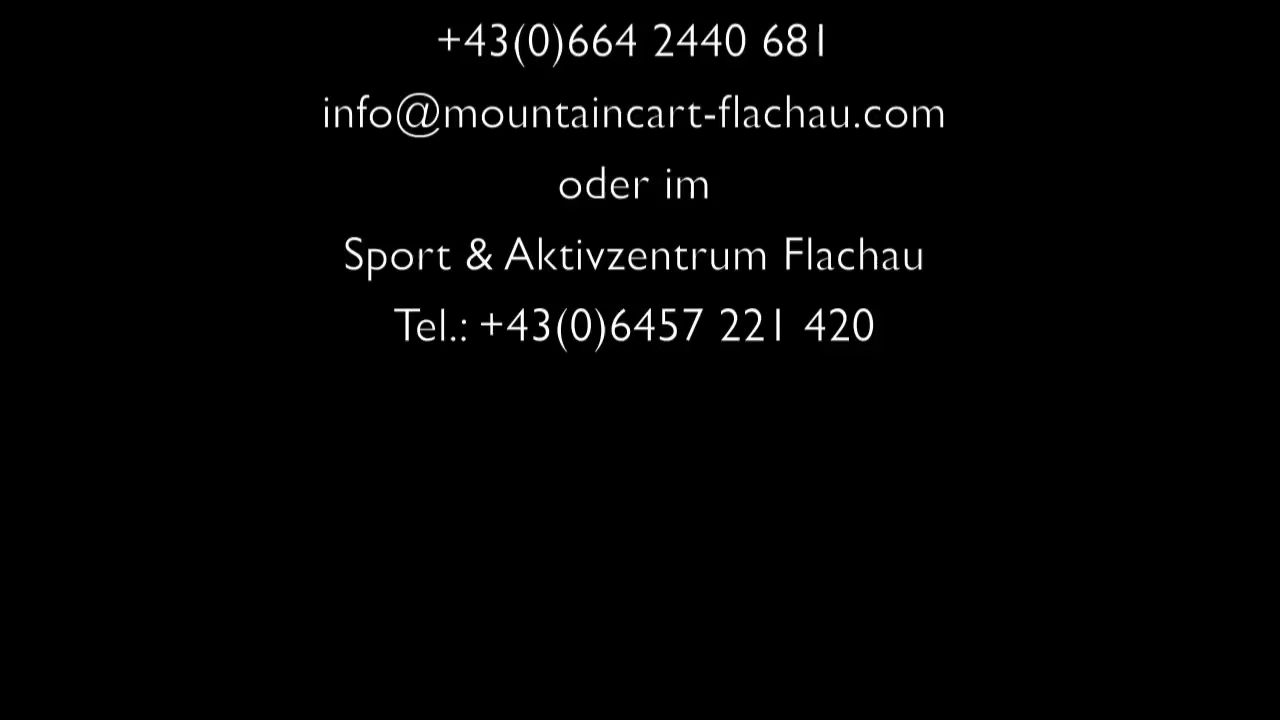 +43(0)664 2440 681
info@mountaincart-flachau.com
oder im
Sport & Aktivzentrum Flachau
Tel.: +43(0)6457 221 420